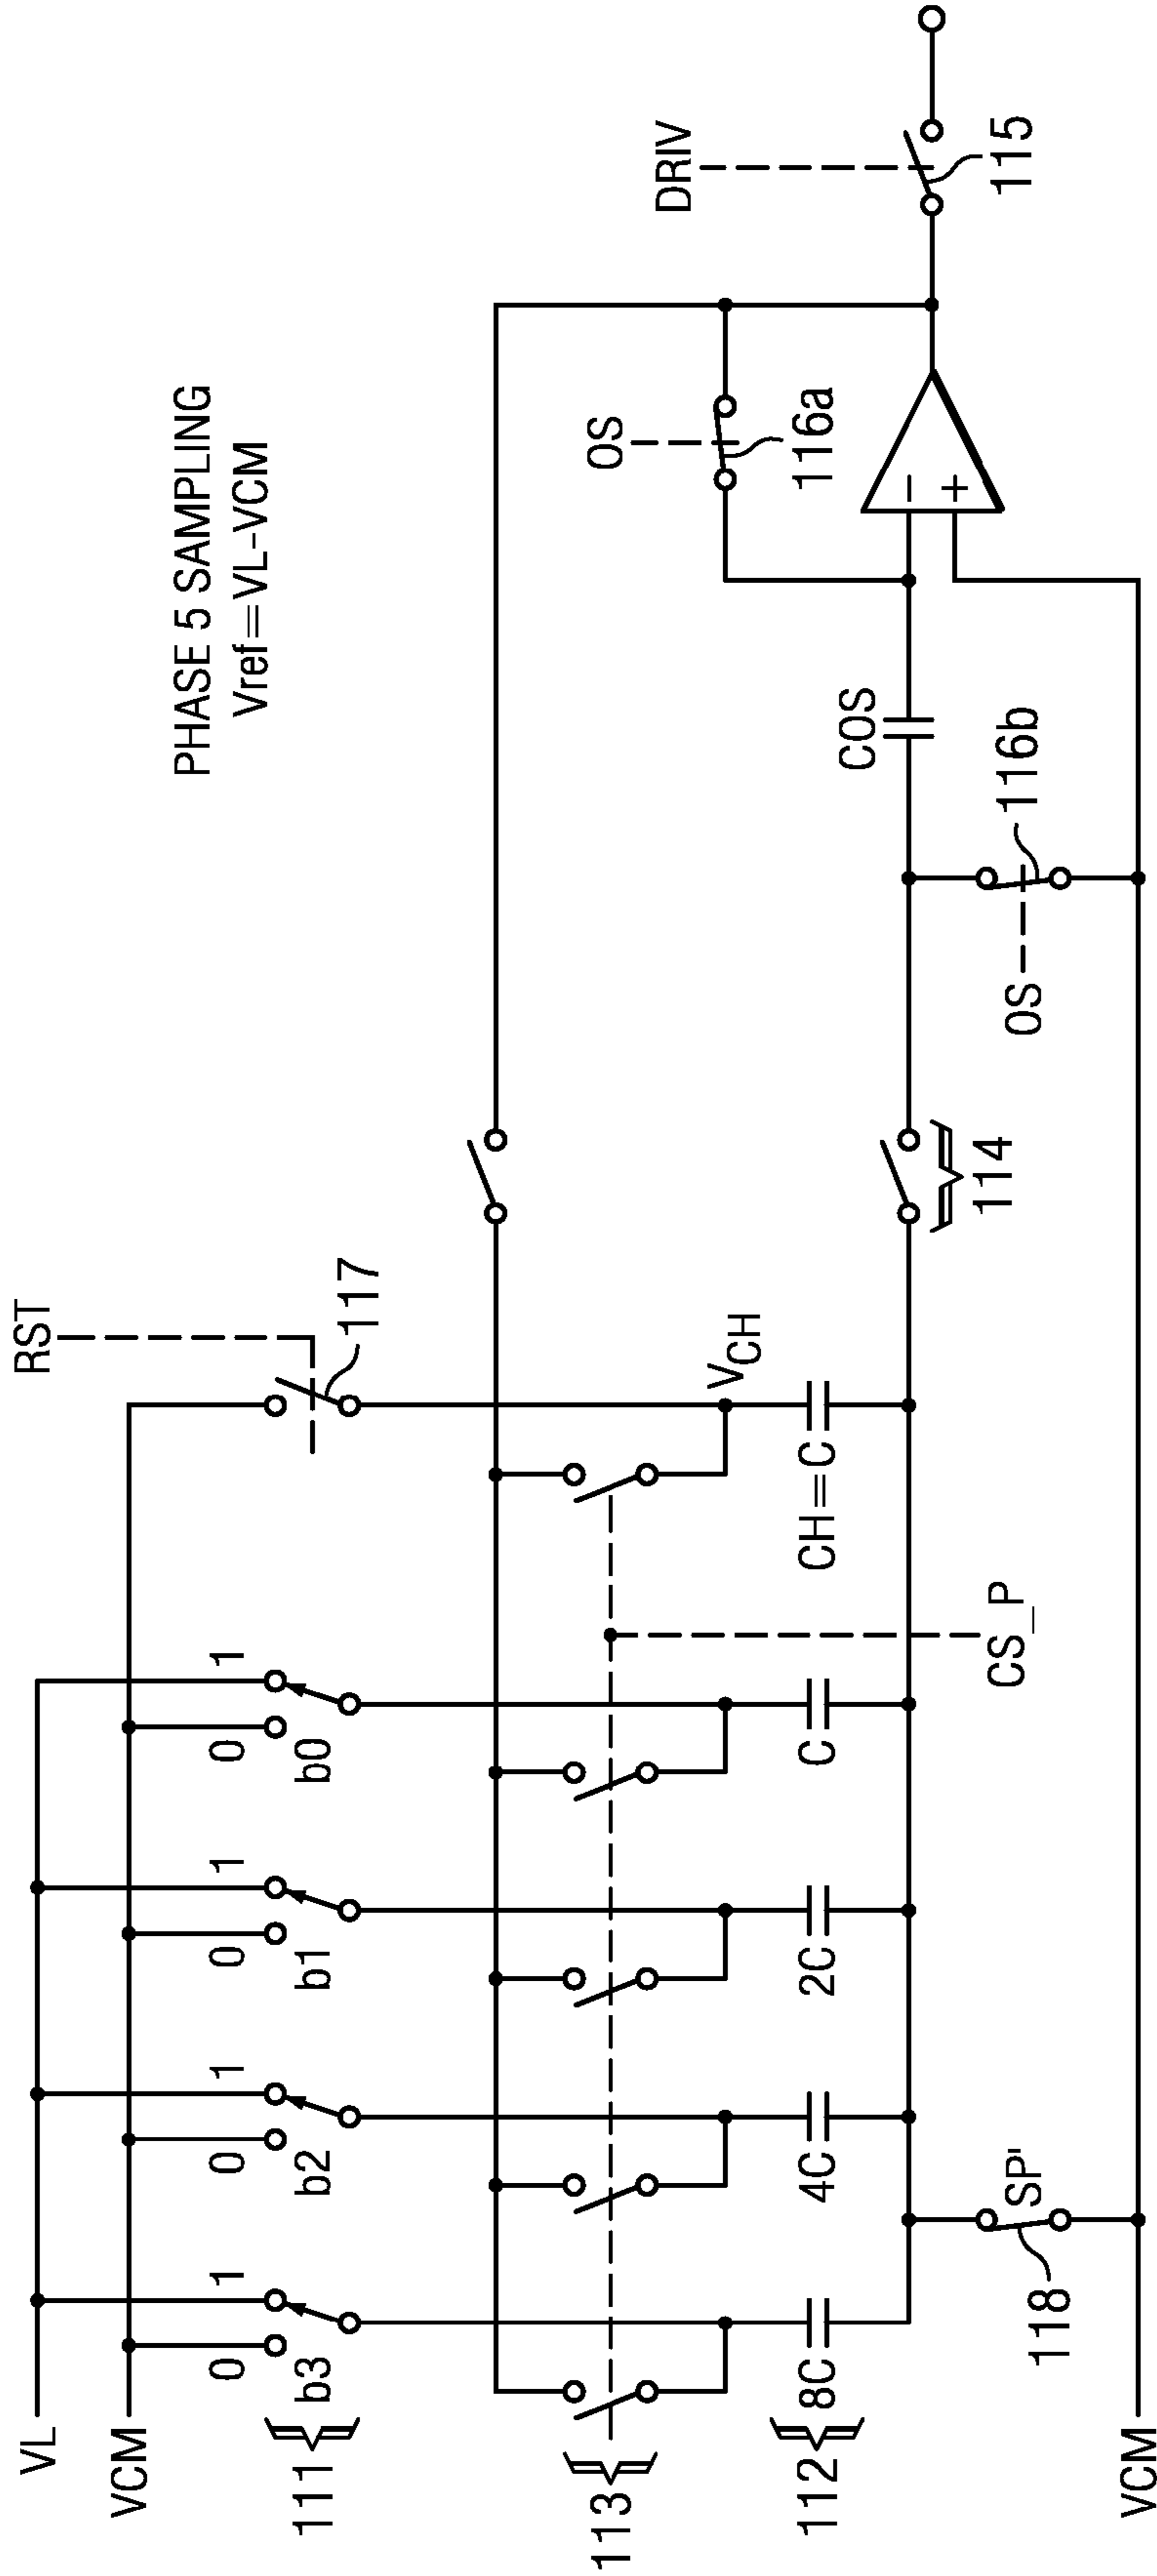 PHASE 5 SAMPLING
Vref=VL-VCM
RST
VL
VCM
0 1
0 1
0 1
0 1
b3
b2
b1
b0
117
111
OS
DRIV
113
116a
115
VCH
8C
4C
2C
C
CH=C
COS
112
- +
CS_P
SP'
118
114
OS
116b
VCM